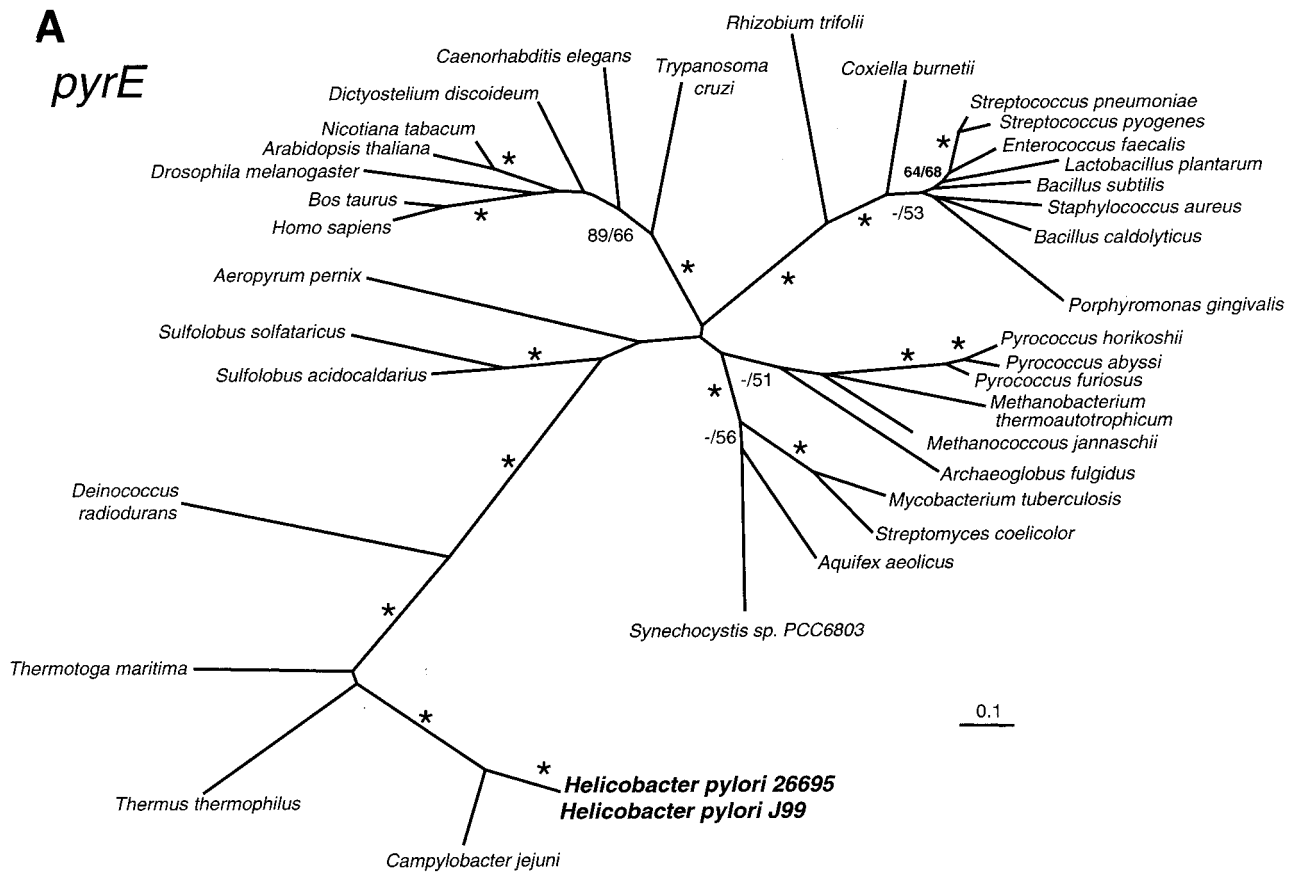 A
pyrE
Rhizobium trifolii
Caenorhabditis elegans
Trypanosoma
cruzi
Coxiella burnetii
Dictyostelium discoideum
Streptococcus pneumoniae
Streptococcus pyogenes
Nicotiana tabacum
Arabidopsis thaliana
*
*
Enterococcus faecalis
Drosophila melanogaster
64/68
Lactobacillus plantarum
Bacillus subtilis
Bos taurus
*
*
-/53
Staphylococcus aureus
Homo sapiens
89/66
Bacillus caldolyticus
Aeropyrum pernix
*
*
Porphyromonas gingivalis
Sulfolobus solfataricus
*
*
*
Pyrococcus horikoshii
Pyrococcus abyssi
Sulfolobus acidocaldarius
*
-/51
Pyrococcus furiosus
Methanobacterium
thermoautotrophicum
-/56
*
Methanococcous jannaschii
*
Archaeoglobus fulgidus
Deinococcus
radiodurans
Mycobacterium tuberculosis
Streptomyces coelicolor
Aquifex aeolicus
*
Synechocystis sp. PCC6803
Thermotoga maritima
*
0.1
*
Helicobacter pylori 26695
Helicobacter pylori J99
Thermus thermophilus
Campylobacter jejuni